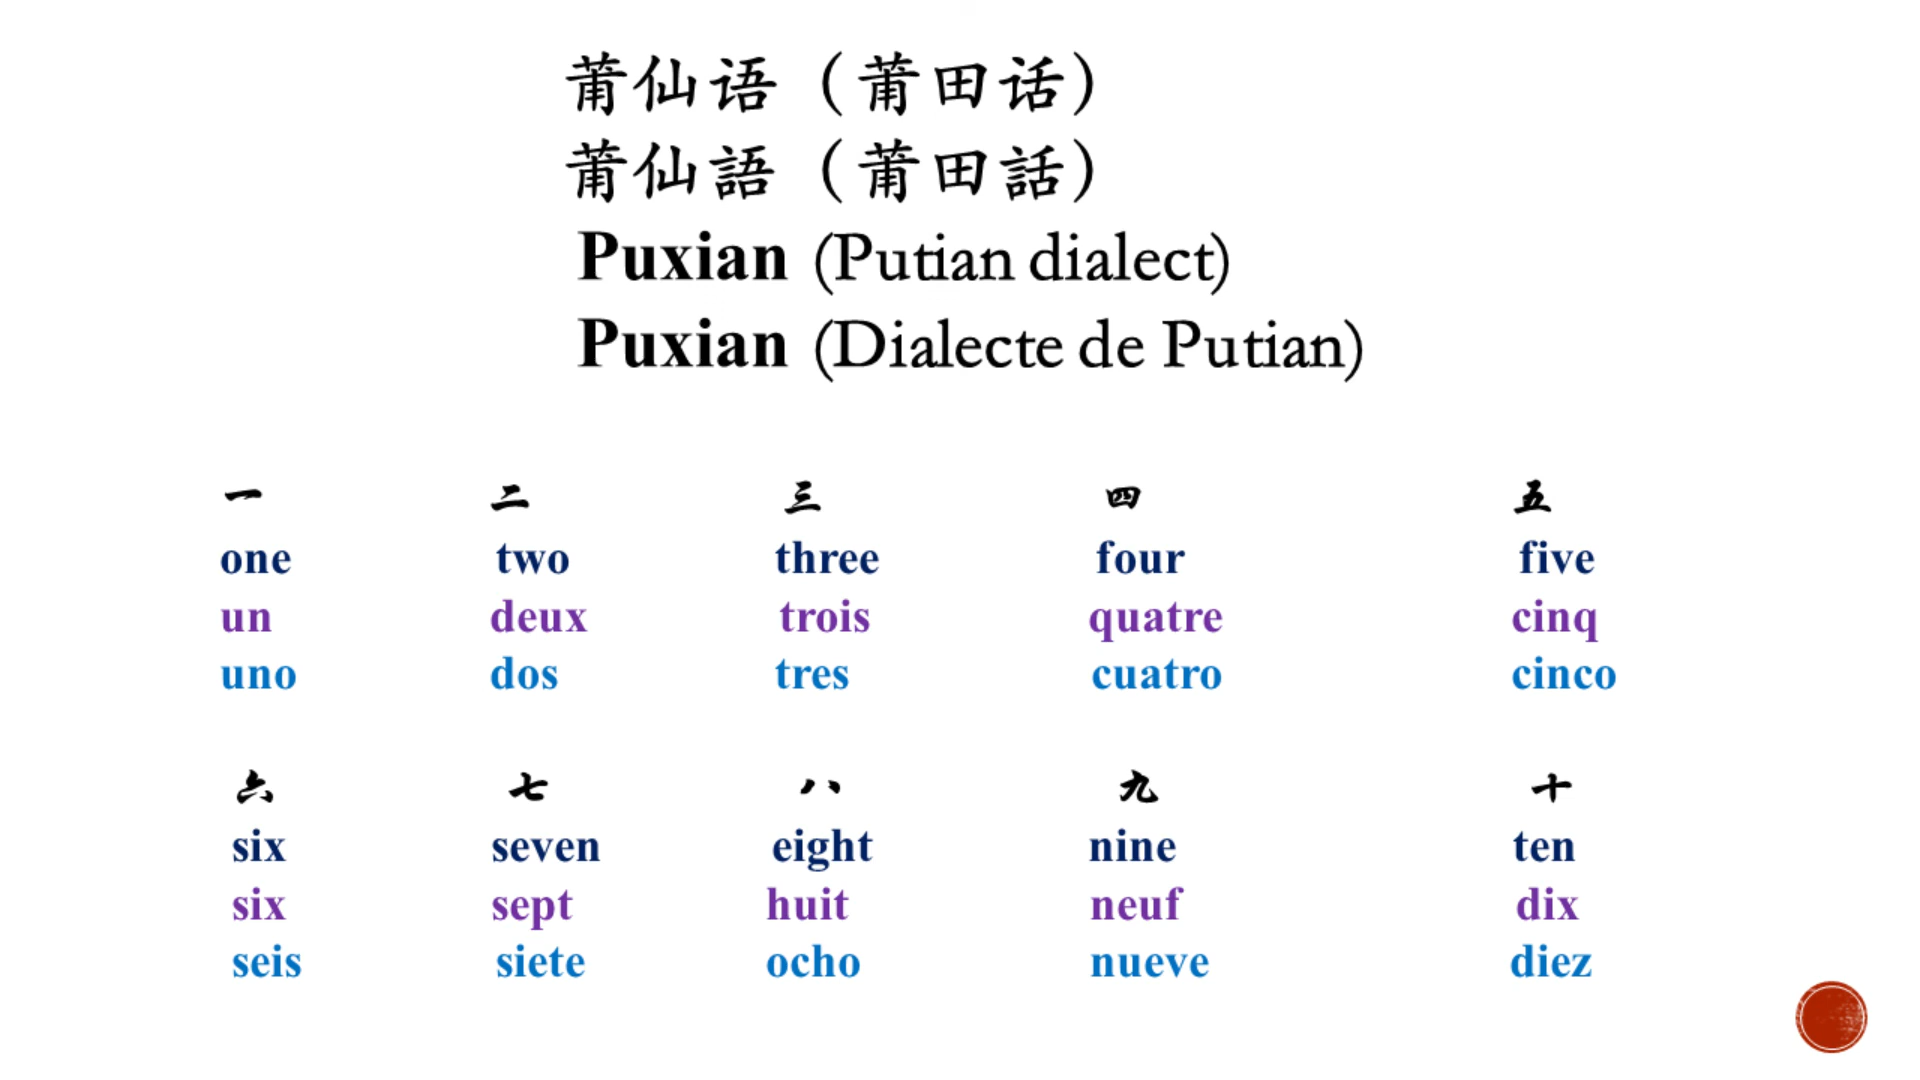 莆仙语（莆田话）
莆仙語（莆田話）
Puxian (Putian dialect)
Puxian (Dialecte de Putian)
一 二 三 四 五
one two three four five
un deux trois quatre cinq
uno dos tres cuatro cinco
六 七 八 九 十
six seven eight nine ten
six sept huit neuf dix
seis siete ocho nueve diez